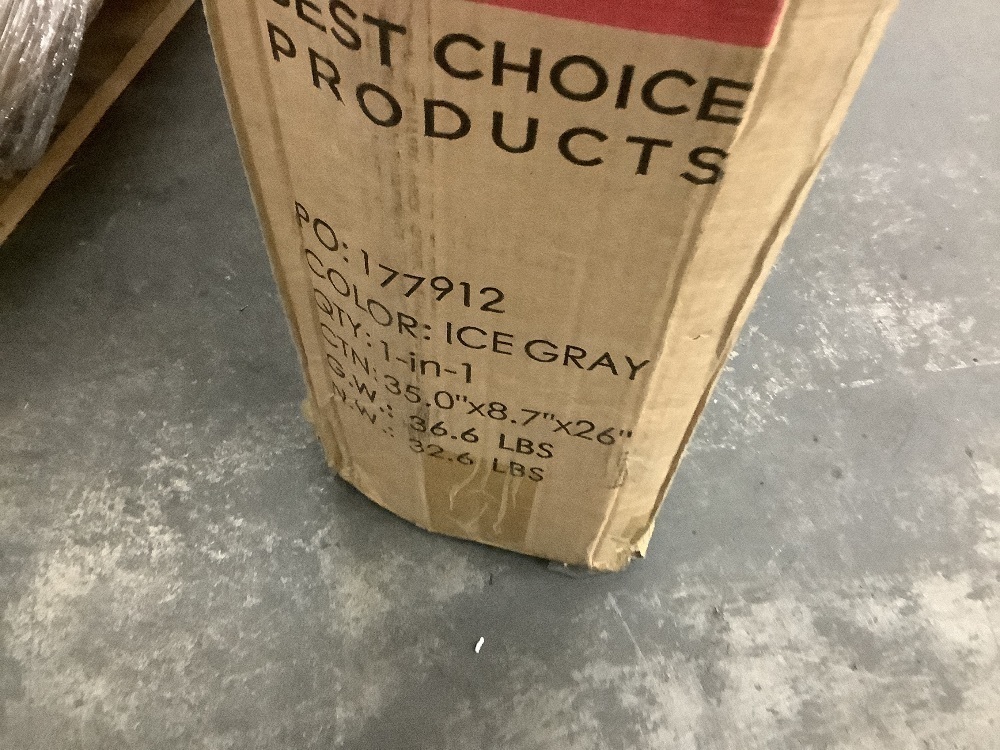 BEST CHOICE
PRODUCTS
PO: 177912
COLOR: ICE GRAY
QTY: 1-in-1
CTN: 35.0"x8.7"x26"
G.W.: 36.6 LBS
N.W.: 32.6 LBS